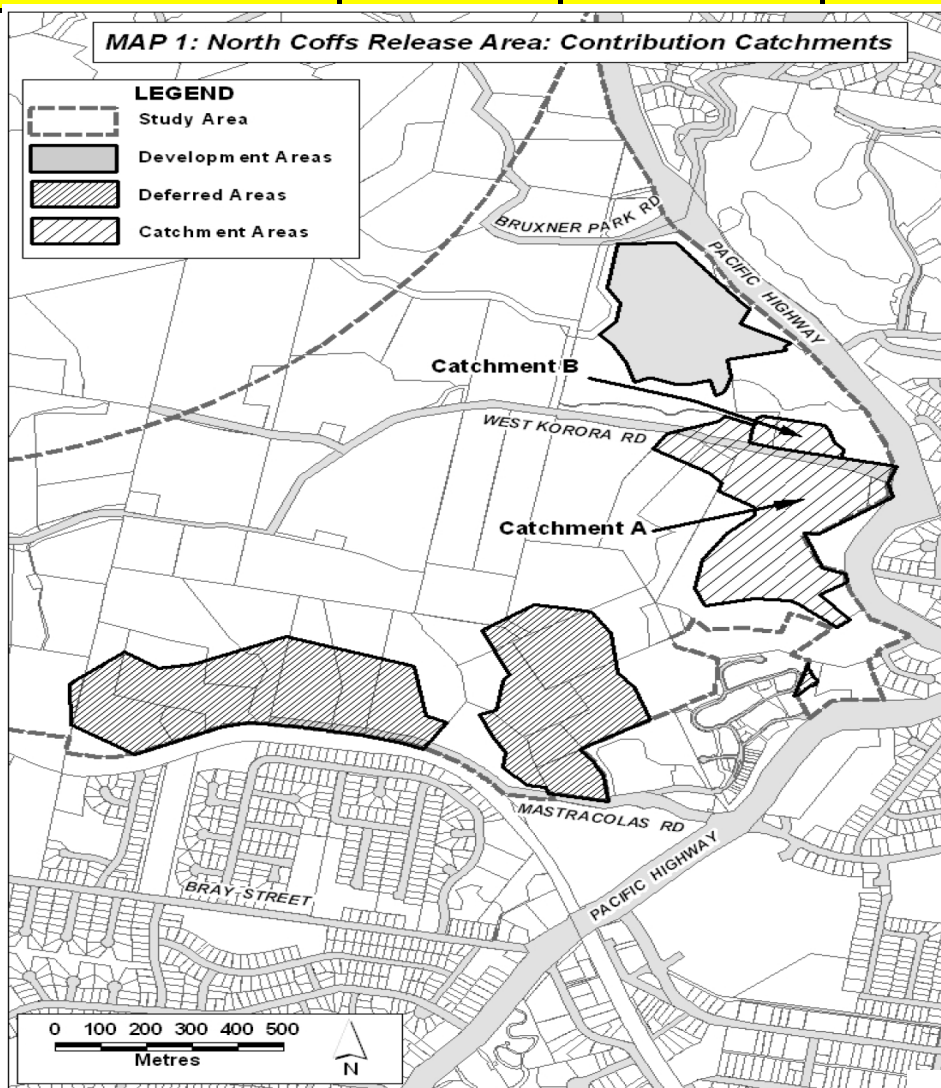 MAP 1: North Coffs Release Area: Contribution Catchments
LEGEND
Study Area
Development Areas
Deferred Areas
Catchment Areas
BRUXNER PARK RD
PACIFIC HIGHWAY
Catchment B
WEST KORORA RD
Catchment A
MASTRACOLAS RD
PACIFIC HIGHWAY
BRAY STREET
0 100 200 300 400 500
Metres
N